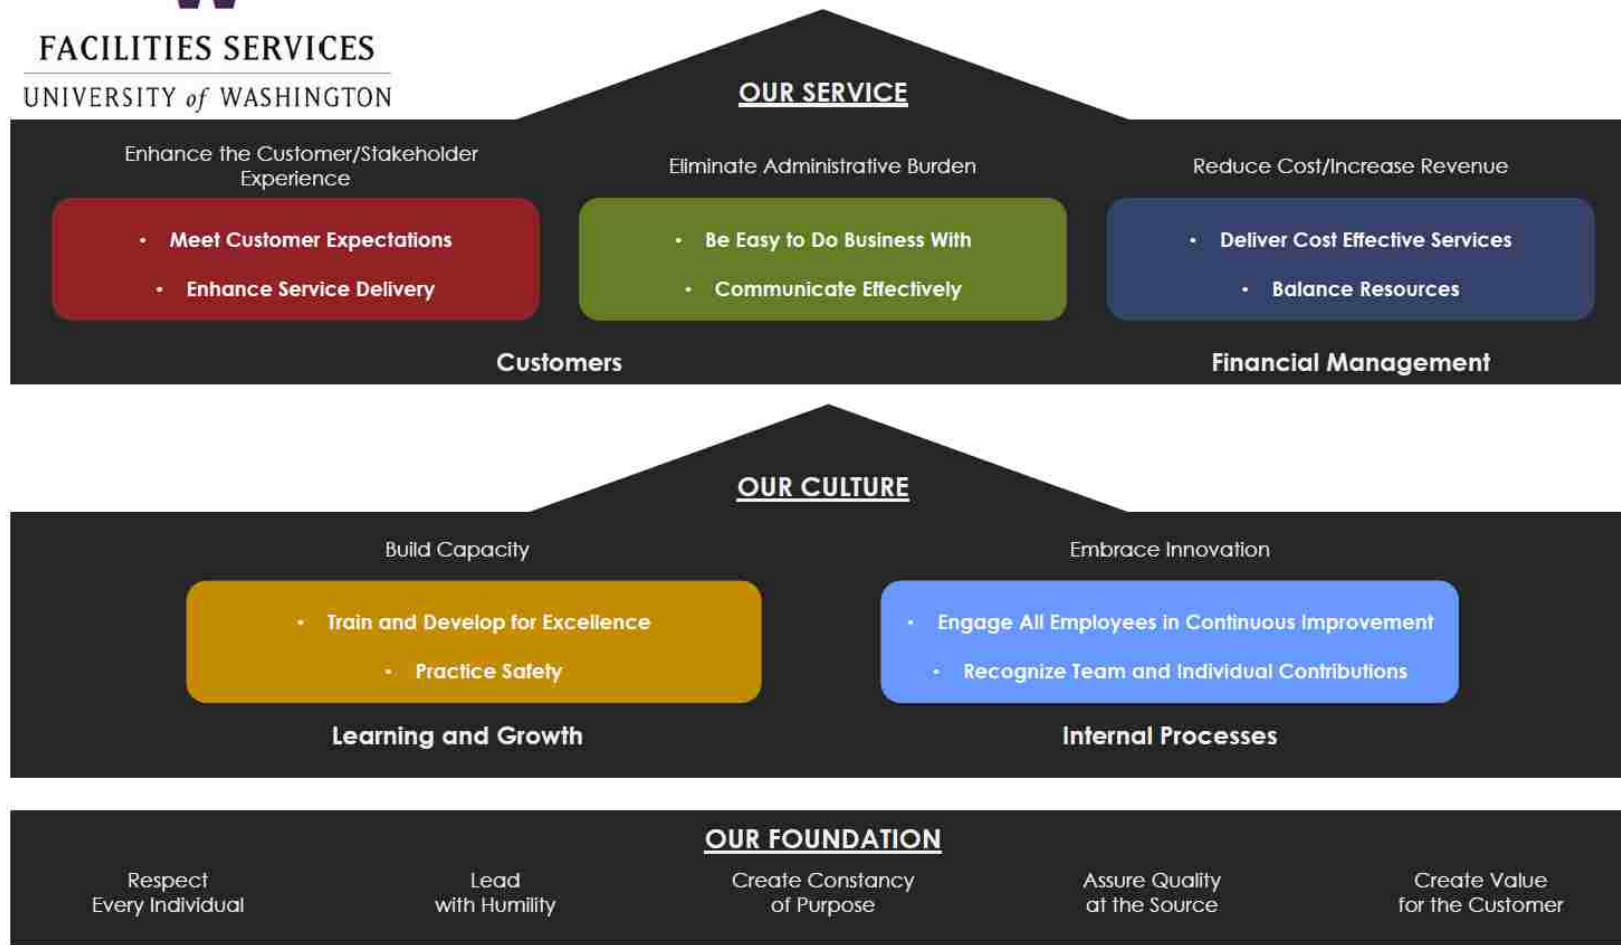 FACILITIES SERVICES
UNIVERSITY of WASHINGTON
OUR SERVICE
Enhance the Customer/Stakeholder
Experience
• Meet Customer Expectations
• Enhance Service Delivery
Eliminate Administrative Burden
• Be Easy to Do Business With
• Communicate Effectively
Reduce Cost/Increase Revenue
• Deliver Cost Effective Services
• Balance Resources
Customers
Financial Management
OUR CULTURE
Build Capacity
• Train and Develop for Excellence
• Practice Safety
Learning and Growth
Embrace Innovation
• Engage All Employees in Continuous Improvement
• Recognize Team and Individual Contributions
Internal Processes
OUR FOUNDATION
Respect
Every Individual
Lead
with Humility
Create Constancy
of Purpose
Assure Quality
at the Source
Create Value
for the Customer